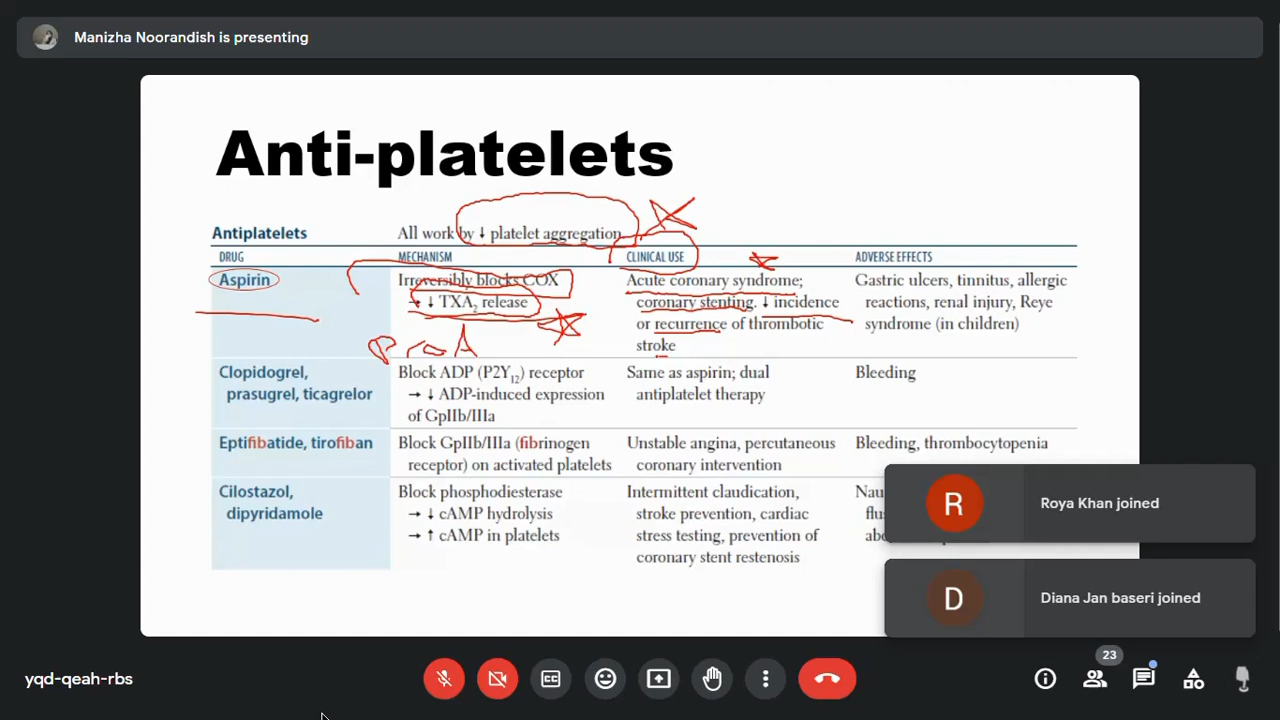 Manizha Noorandish is presenting
Anti-platelets
Antiplatelets All work by ↓ platelet aggregation
DRUG MECHANISM CLINICAL USE ADVERSE EFFECTS
Aspirin Irreversibly blocks COX Acute coronary syndrome; Gastric ulcers, tinnitus, allergic
→ ↓ TXA2 release coronary stenting. ↓ incidence reactions, renal injury, Reye
or recurrence of thrombotic syndrome (in children)
stroke
Clopidogrel, Block ADP (P2Y12) receptor Same as aspirin; dual Bleeding
prasugrel, ticagrelor → ↓ ADP-induced expression antiplatelet therapy
of GpIIb/IIIa
Eptifibatide, tirofiban Block GpIIb/IIIa (fibrinogen Unstable angina, percutaneous Bleeding, thrombocytopenia
receptor) on activated platelets coronary intervention
Cilostazol, Block phosphodiesterase Intermittent claudication,
dipyridamole → ↓ cAMP hydrolysis stroke prevention, cardiac
→ ↑ cAMP in platelets stress testing, prevention of
coronary stent restenosis
R Roya Khan joined
D Diana Jan baseri joined
yqd-qeah-rbs
23